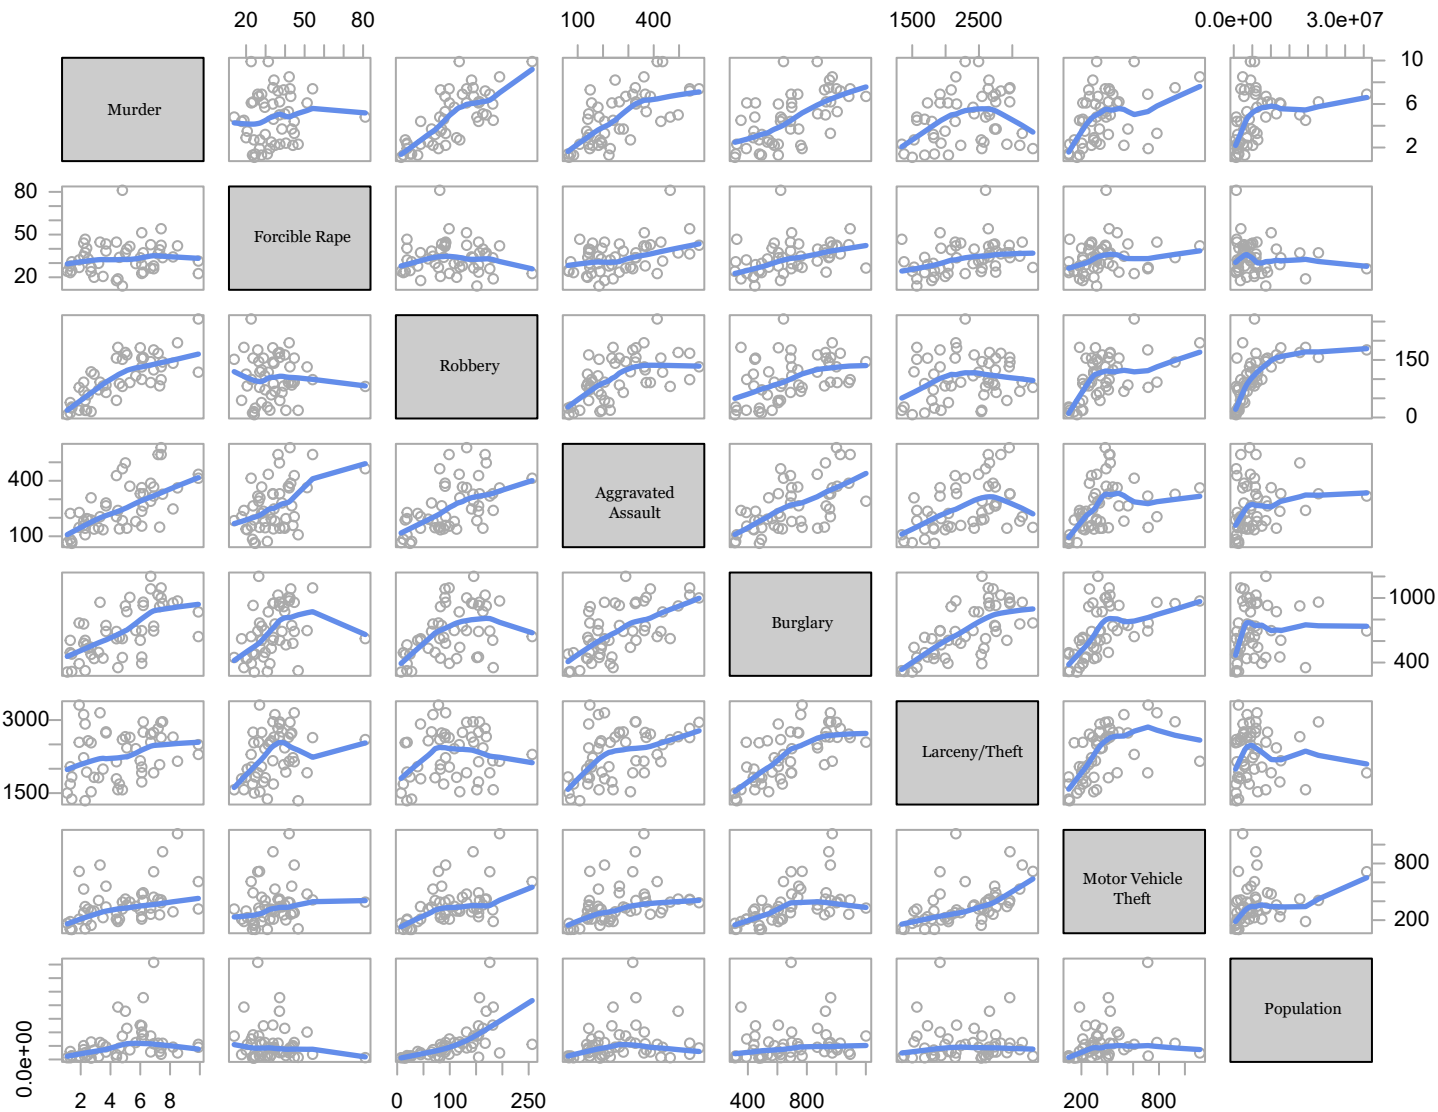 20 50 80 100 400 1500 2500 0.0e+00 3.0e+07
Murder
10
6
2
80
50
20
Forcible Rape
Robbery
150
0
400
100
Aggravated
Assault
Burglary
1000
400
3000
1500
Larceny/Theft
Motor Vehicle
Theft
800
200
0.0e+00
Population
2 4 6 8 0 100 250 400 800 200 800